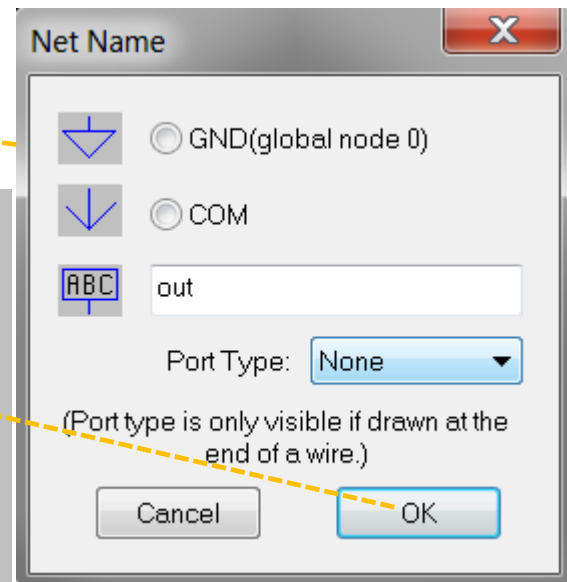 Net Name
X
GND(global node 0)
COM
ABC
out
Port Type: None
(Port type is only visible if drawn at the
end of a wire.)
Cancel OK